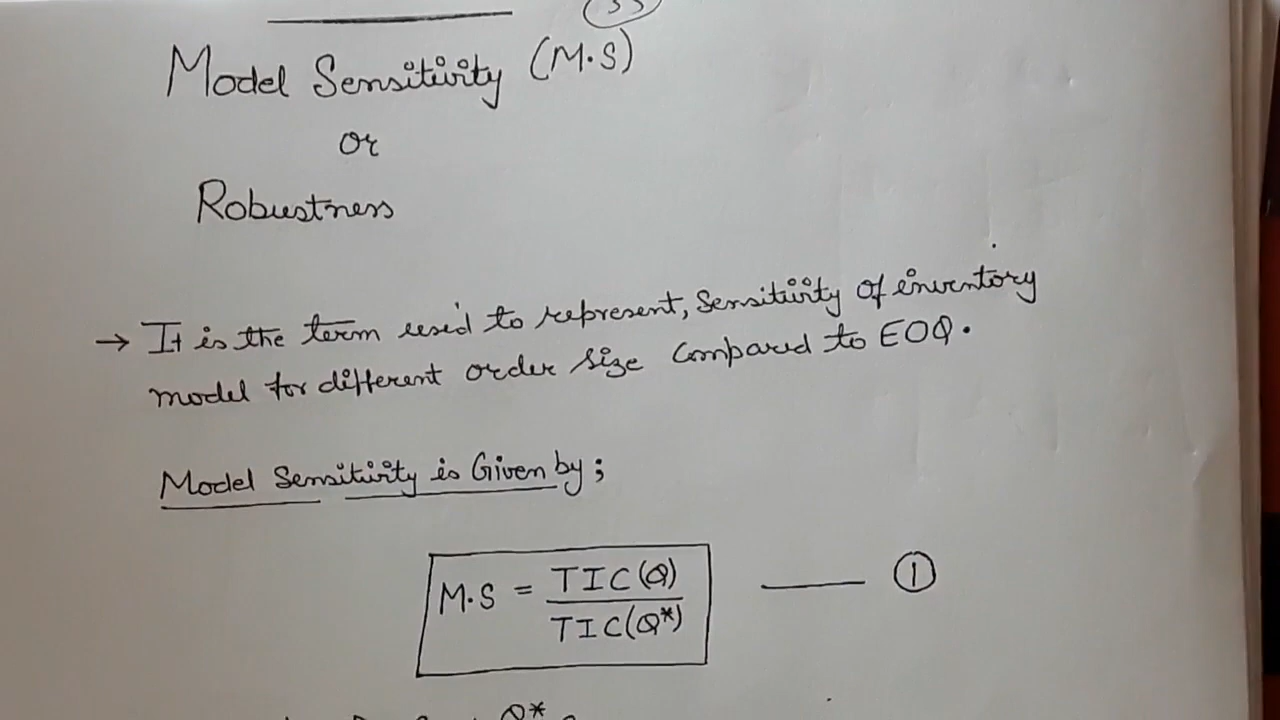 Model Sensitivity (M.S)
or
Robustness
→ It is the term used to represent, Sensitivity of inventory
model for different order size compared to EOQ.
Model Sensitivity is Given by;
M.S = TIC(Q) / TIC(Q*) —— ①
Q*